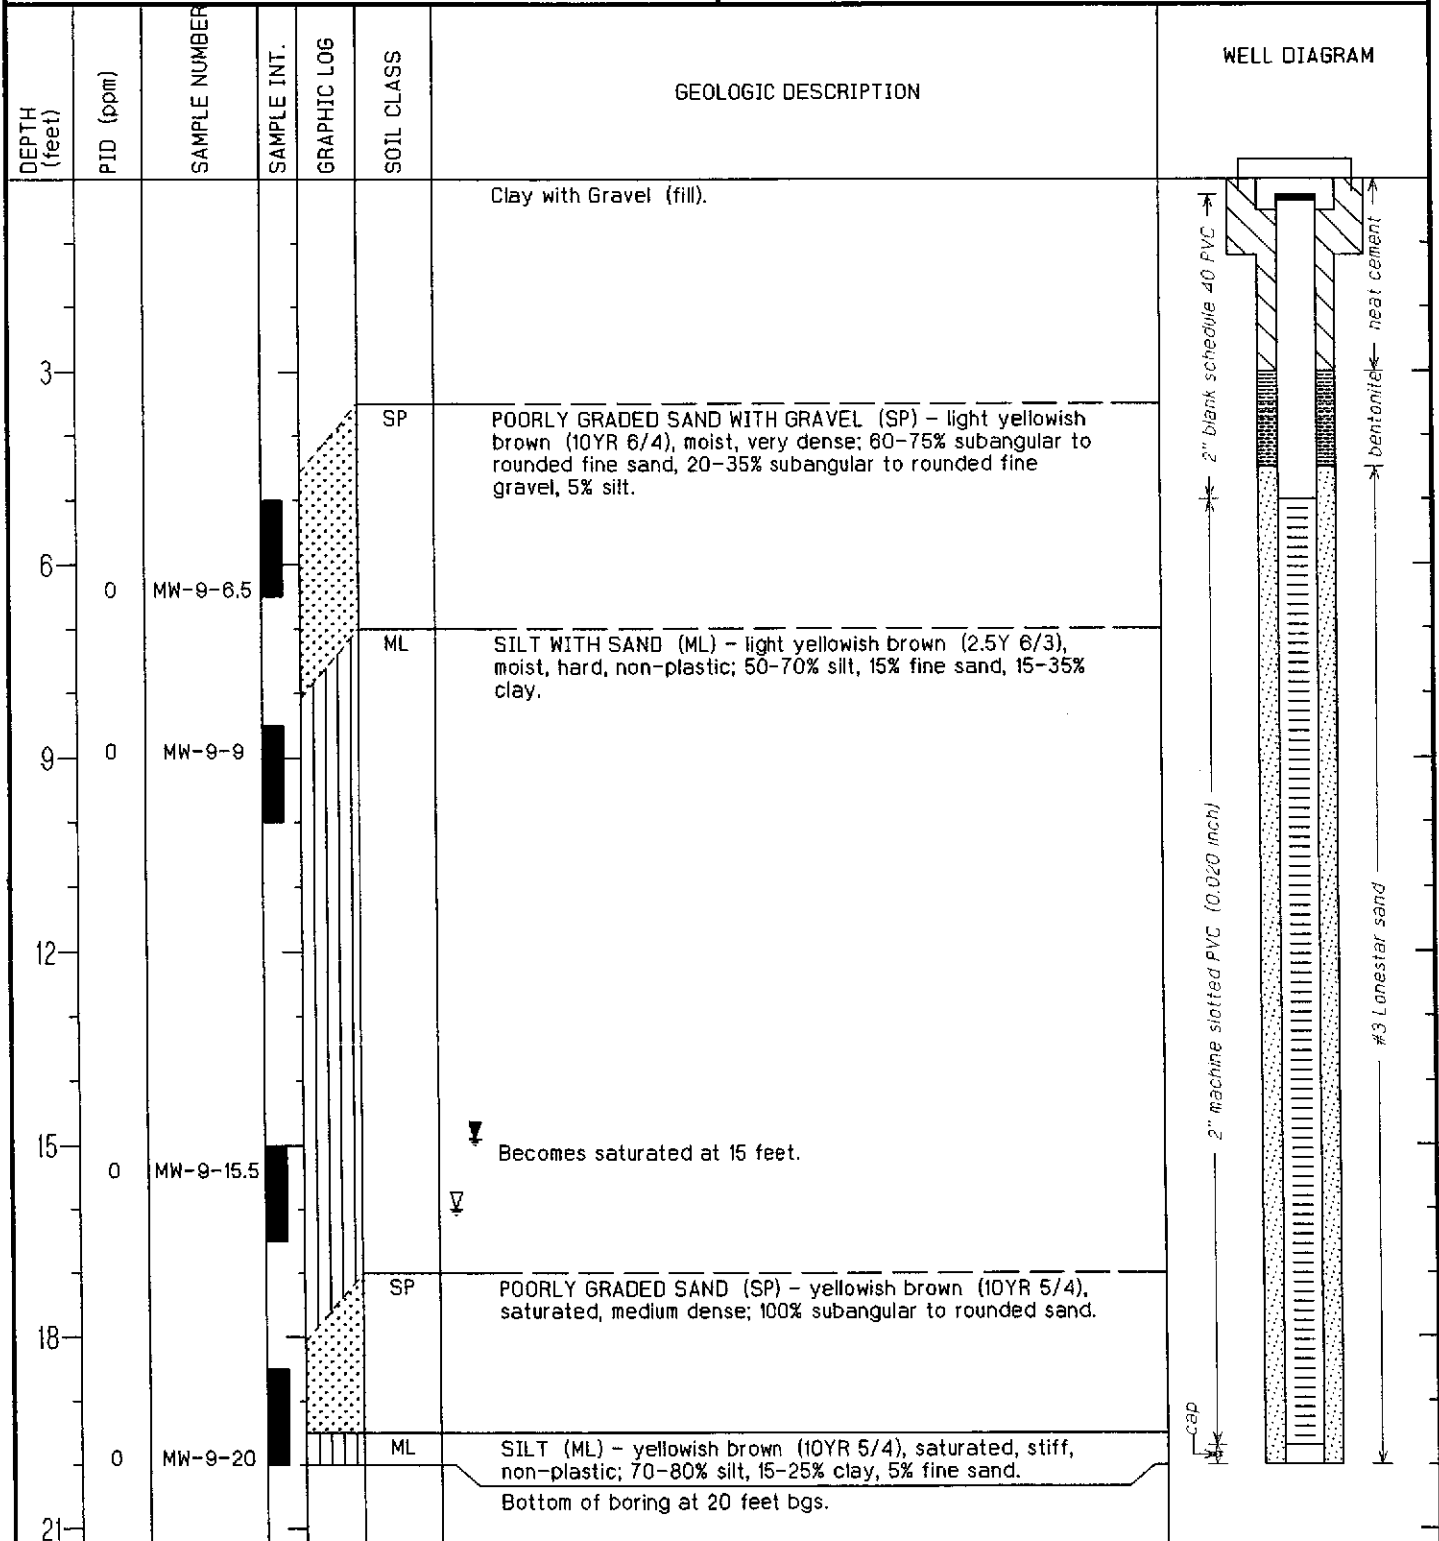 DEPTH (feet)
PID (ppm)
SAMPLE NUMBER
SAMPLE INT.
GRAPHIC LOG
SOIL CLASS
GEOLOGIC DESCRIPTION
WELL DIAGRAM
Clay with Gravel (fill).
2" blank schedule 40 PVC
neat cement
3
bentonite
SP
POORLY GRADED SAND WITH GRAVEL (SP) - light yellowish
brown (10YR 6/4), moist, very dense; 60-75% subangular to
rounded fine sand, 20-35% subangular to rounded fine
gravel, 5% silt.
6
0
MW-9-6.5
ML
SILT WITH SAND (ML) - light yellowish brown (2.5Y 6/3),
moist, hard, non-plastic; 50-70% silt, 15% fine sand, 15-35%
clay.
9
0
MW-9-9
2" machine slotted PVC (0.020 inch)
#3 Lonestar sand
12
15
0
MW-9-15.5
Becomes saturated at 15 feet.
SP
POORLY GRADED SAND (SP) - yellowish brown (10YR 5/4),
saturated, medium dense; 100% subangular to rounded sand.
18
cap
0
MW-9-20
ML
SILT (ML) - yellowish brown (10YR 5/4), saturated, stiff,
non-plastic; 70-80% silt, 15-25% clay, 5% fine sand.
Bottom of boring at 20 feet bgs.
21